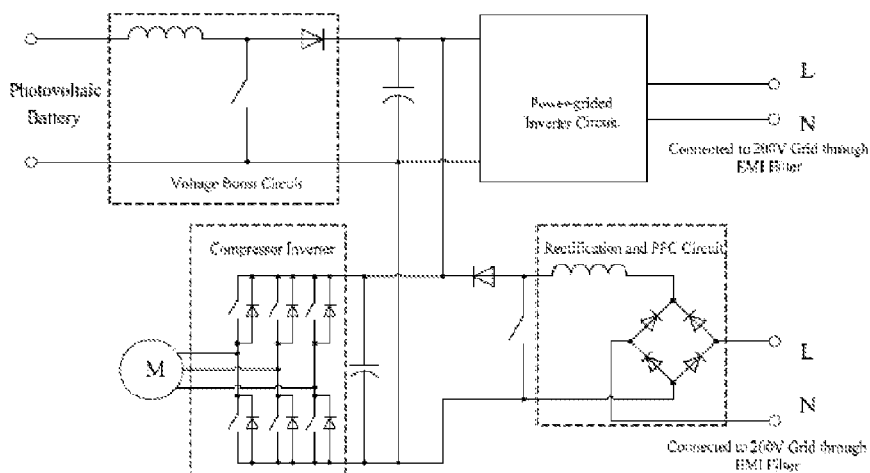 Photovoltaic
Battery
Voltage Boost Circuit
Power-grided
Inverter Circuit
L
N
Connected to 200V Grid through
EMI Filter
Compressor Inverter
Rectification and PFC Circuit
M
L
N
Connected to 200V Grid through
EMI Filter